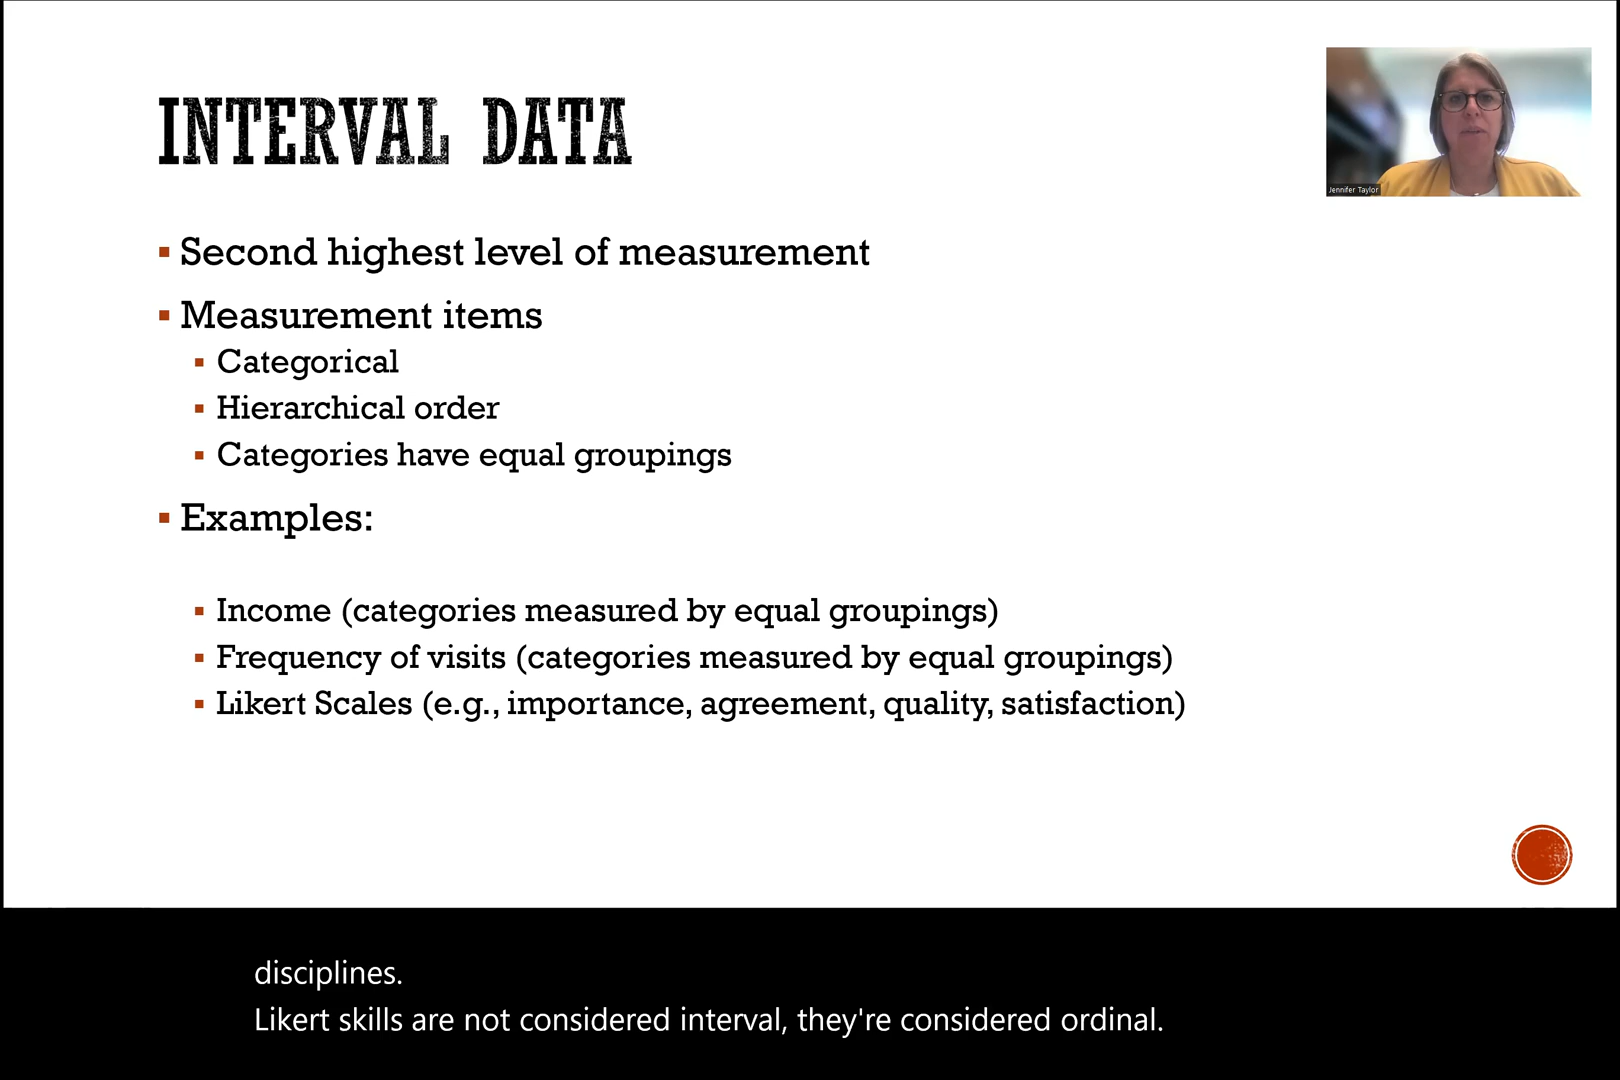 INTERVAL DATA
Jennifer Taylor
Second highest level of measurement
Measurement items
Categorical
Hierarchical order
Categories have equal groupings
Examples:
Income (categories measured by equal groupings)
Frequency of visits (categories measured by equal groupings)
Likert Scales (e.g., importance, agreement, quality, satisfaction)
disciplines.
Likert skills are not considered interval, they're considered ordinal.